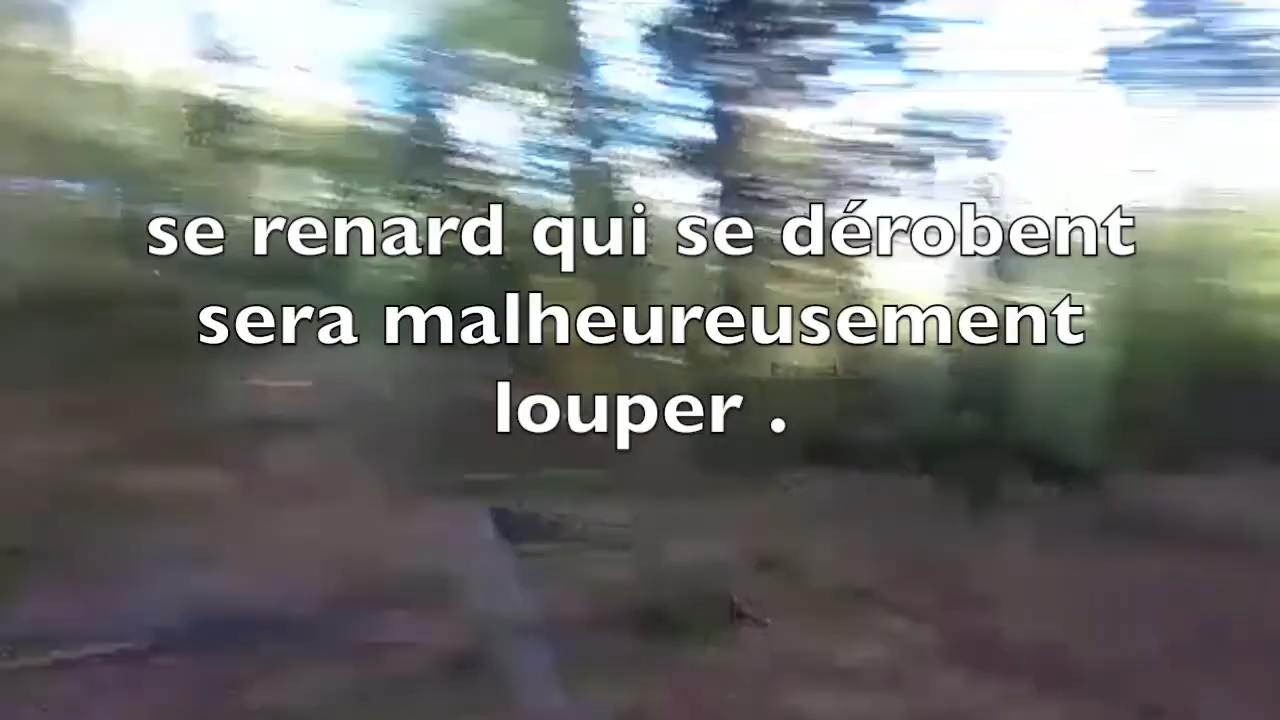 se renard qui se dérobent
sera malheureusement
louper .